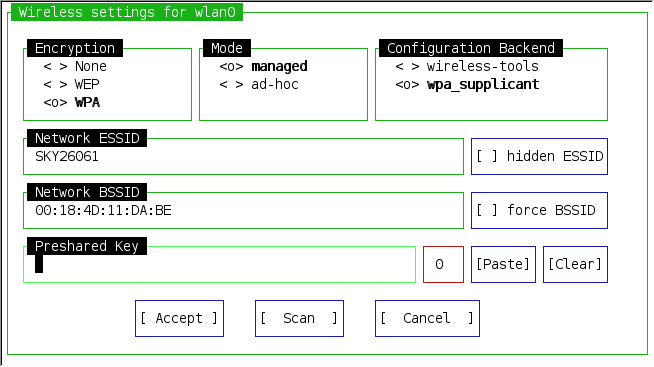 Wireless settings for wlan0
Encryption Mode Configuration Backend
< > None <o> managed < > wireless-tools
< > WEP < > ad-hoc <o> wpa_supplicant
<o> WPA
Network ESSID
SKY26061 [ ] hidden ESSID
Network BSSID
00:18:4D:11:DA:BE [ ] force BSSID
Preshared Key
0 [Paste] [Clear]
[ Accept ] [ Scan ] [ Cancel ]